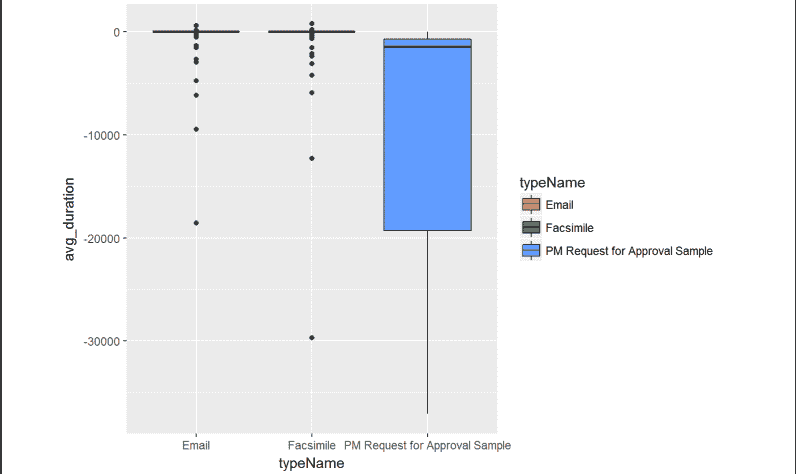 0
-10000
-20000
-30000
avg_duration
Email
Facsimile
PM Request for Approval Sample
typeName
typeName
Email
Facsimile
PM Request for Approval Sample